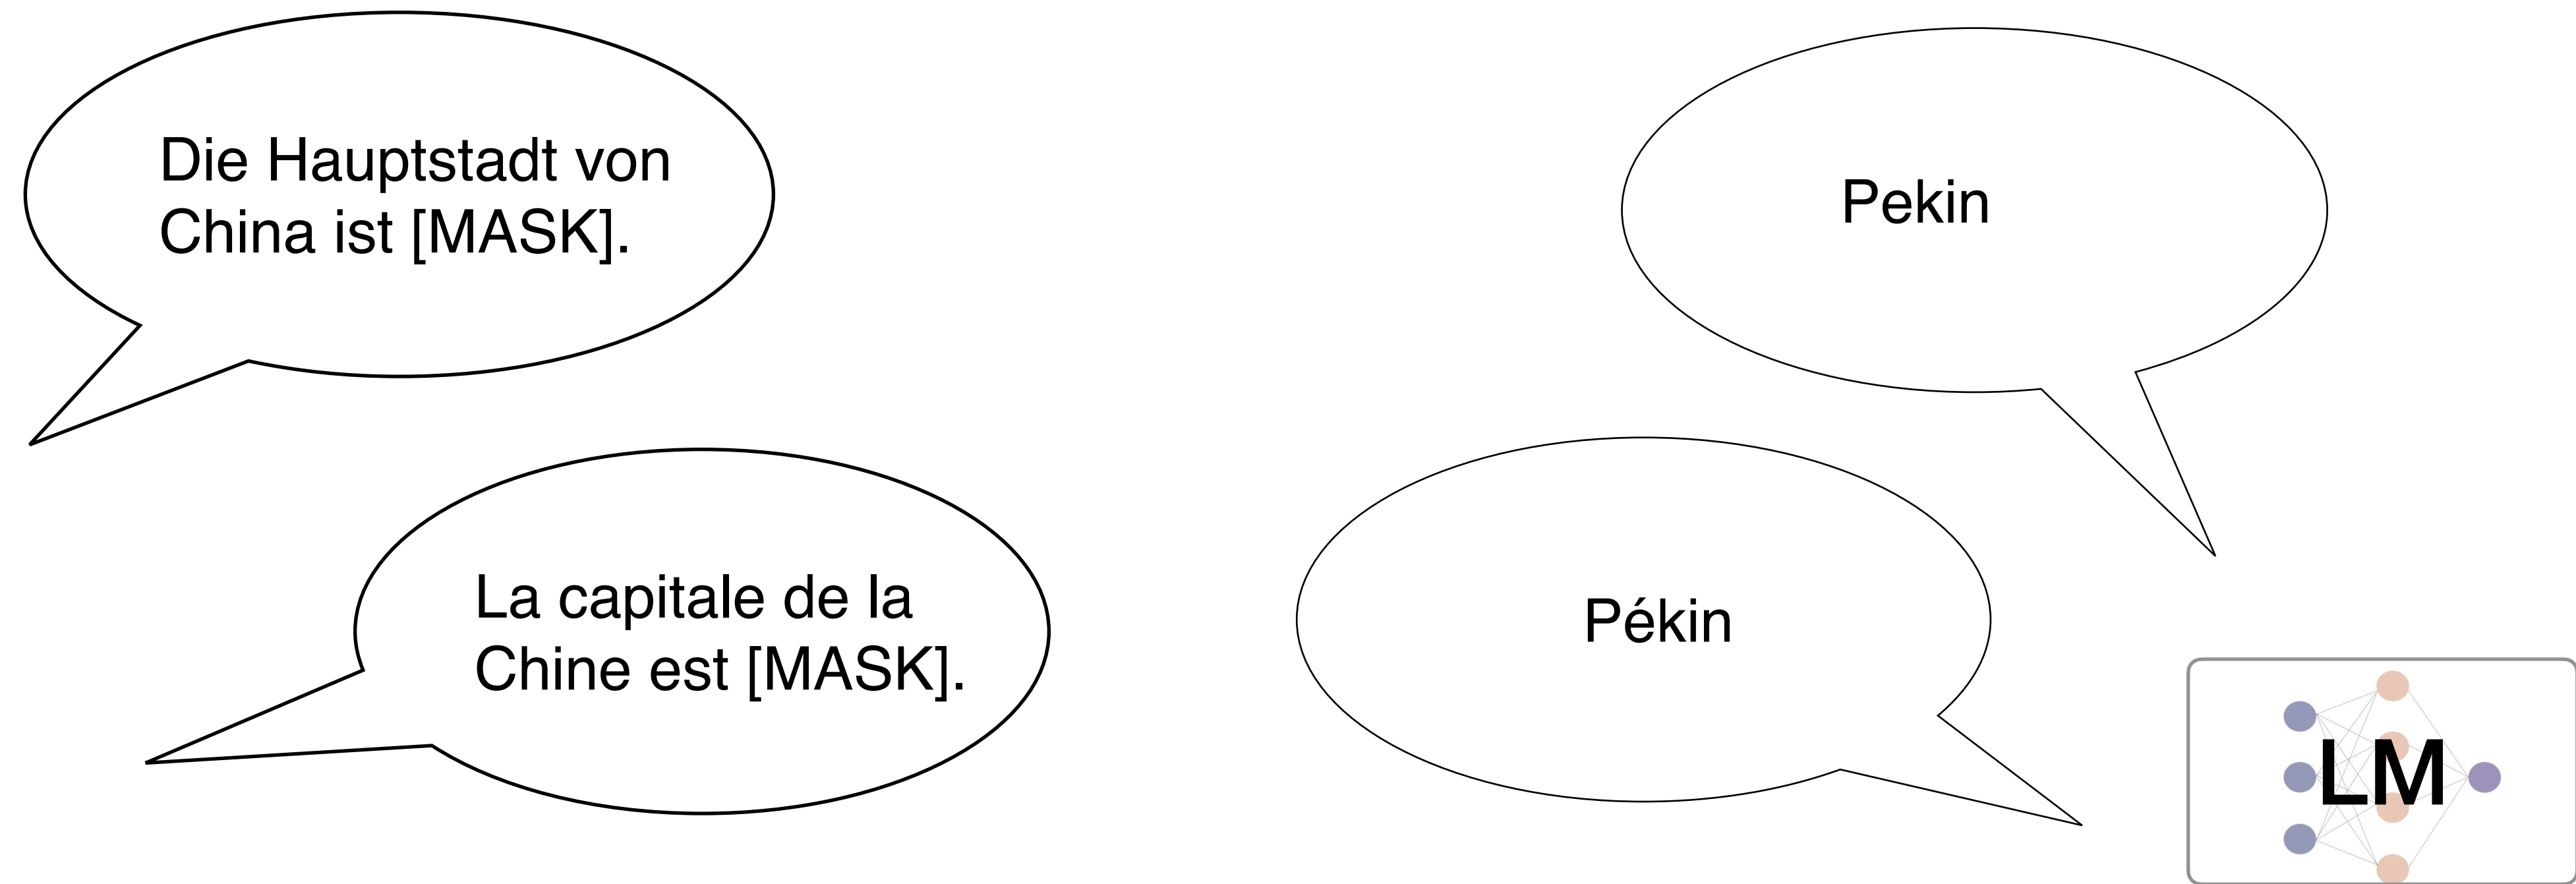 Die Hauptstadt von
China ist [MASK].
Pekin
La capitale de la
Chine est [MASK].
Pékin
LM